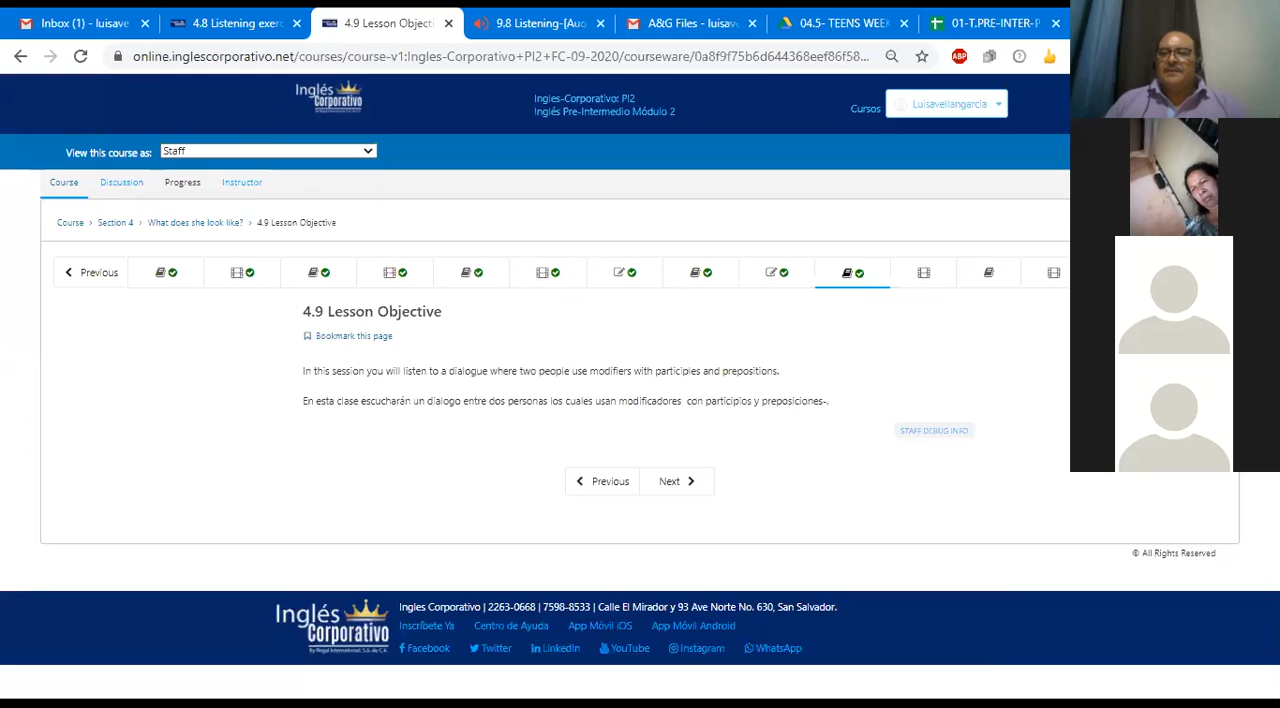 Inbox (1) - luisave
4.8 Listening exerc
4.9 Lesson Objecti
9.8 Listening-[Auo
A&G Files - luisav
04.5- TEENS WEEK
01-T.PRE-INTER-P
online.inglescorporativo.net/courses/course-v1:Ingles-Corporativo+PI2+FC-09-2020/courseware/0a8f9f75b6d644368eef86f58...
ABP
Inglés
Corporativo
Ingles-Corporativo: PI2
Inglés Pre-Intermedio Módulo 2
Cursos
Luisavellangarcia
View this course as:
Staff
Course
Discussion
Progress
Instructor
Course > Section 4 > What does she look like? > 4.9 Lesson Objective
Previous
4.9 Lesson Objective
Bookmark this page
In this session you will listen to a dialogue where two people use modifiers with participles and prepositions.
En esta clase escucharán un dialogo entre dos personas los cuales usan modificadores con participios y preposiciones-.
STAFF DEBUG INFO
Previous
Next
© All Rights Reserved
Inglés
Corporativo
By Regal International, S.A. de C.V.
Ingles Corporativo | 2263-0668 | 7598-8533 | Calle El Mirador y 93 Ave Norte No. 630, San Salvador.
Inscríbete Ya
Centro de Ayuda
App Móvil iOS
App Móvil Android
Facebook
Twitter
LinkedIn
YouTube
Instagram
WhatsApp